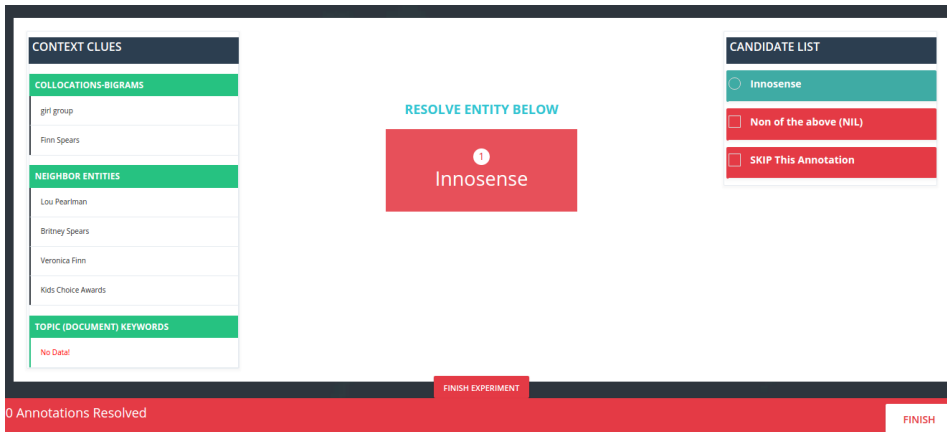 CONTEXT CLUES
COLLOCATIONS-BIGRAMS
girl group
Finn Spears
NEIGHBOR ENTITIES
Lou Pearlman
Britney Spears
Veronica Finn
Kids Choice Awards
TOPIC (DOCUMENT) KEYWORDS
No Data!
RESOLVE ENTITY BELOW
1
Innosense
CANDIDATE LIST
Innosense
Non of the above (NIL)
SKIP This Annotation
FINISH EXPERIMENT
0 Annotations Resolved
FINISH